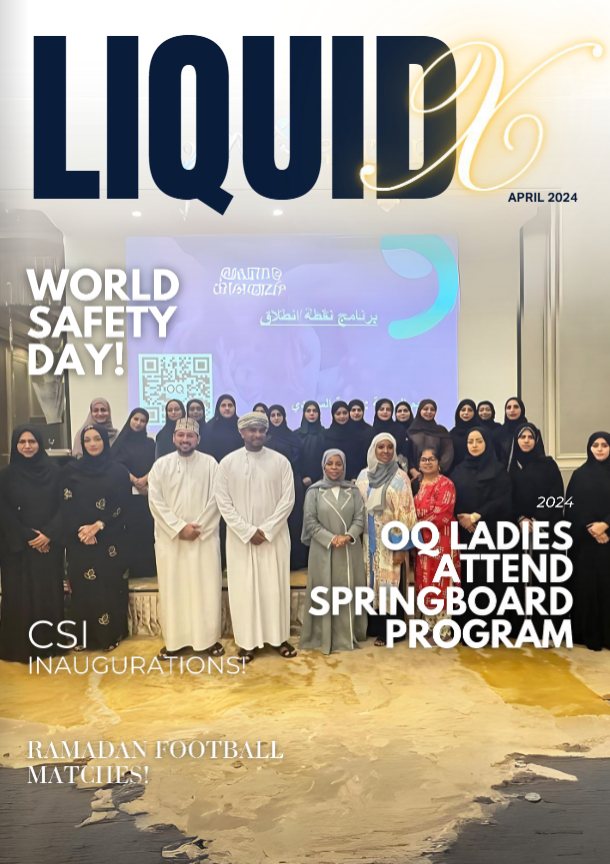 LIQUID X
APRIL 2024
WORLD
SAFETY
DAY!
برنامج نقطة انطلاق
OQ
2024
OQ LADIES
ATTEND
SPRINGBOARD
PROGRAM
CSI
INAUGURATIONS!
RAMADAN FOOTBALL
MATCHES!